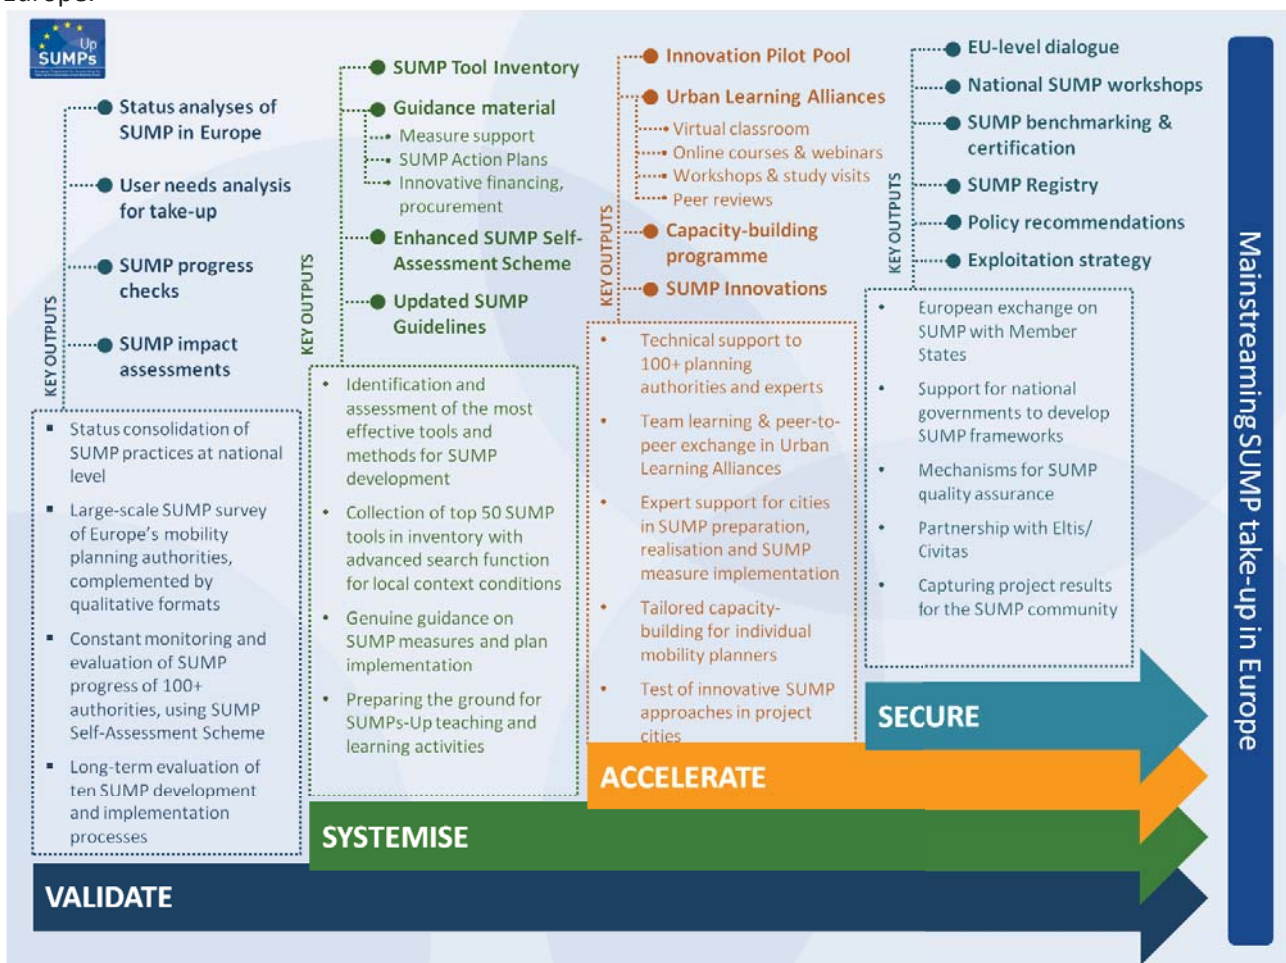 Europe.
Up
SUMPs
KEY OUTPUTS
Status analyses of
SUMP in Europe
User needs analysis
for take-up
SUMP progress
checks
SUMP impact
assessments
▪ Status consolidation of
SUMP practices at national
level
▪ Large-scale SUMP survey
of Europe's mobility
planning authorities,
complemented by
qualitative formats
▪ Constant monitoring and
evaluation of SUMP
progress of 100+
authorities, using SUMP
Self-Assessment Scheme
▪ Long-term evaluation of
ten SUMP development
and implementation
processes
VALIDATE
KEY OUTPUTS
SUMP Tool Inventory
Guidance material
Measure support
SUMP Action Plans
Innovative financing,
procurement
Enhanced SUMP Self-
Assessment Scheme
Updated SUMP
Guidelines
• Identification and
assessment of the most
effective tools and
methods for SUMP
development
• Collection of top 50 SUMP
tools in inventory with
advanced search function
for local context conditions
• Genuine guidance on
SUMP measures and plan
implementation
• Preparing the ground for
SUMPs-Up teaching and
learning activities
SYSTEMISE
KEY OUTPUTS
Innovation Pilot Pool
Urban Learning Alliances
Virtual classroom
Online courses & webinars
Workshops & study visits
Peer reviews
Capacity-building
programme
SUMP Innovations
• Technical support to
100+ planning
authorities and experts
• Team learning & peer-to-
peer exchange in Urban
Learning Alliances
• Expert support for cities
in SUMP preparation,
realisation and SUMP
measure implementation
• Tailored capacity-
building for individual
mobility planners
• Test of innovative SUMP
approaches in project
cities
ACCELERATE
KEY OUTPUTS
EU-level dialogue
National SUMP workshops
SUMP benchmarking &
certification
SUMP Registry
Policy recommendations
Exploitation strategy
• European exchange on
SUMP with Member
States
• Support for national
governments to develop
SUMP frameworks
• Mechanisms for SUMP
quality assurance
• Partnership with Eltis/
Civitas
• Capturing project results
for the SUMP community
SECURE
Mainstreaming SUMP take-up in Europe